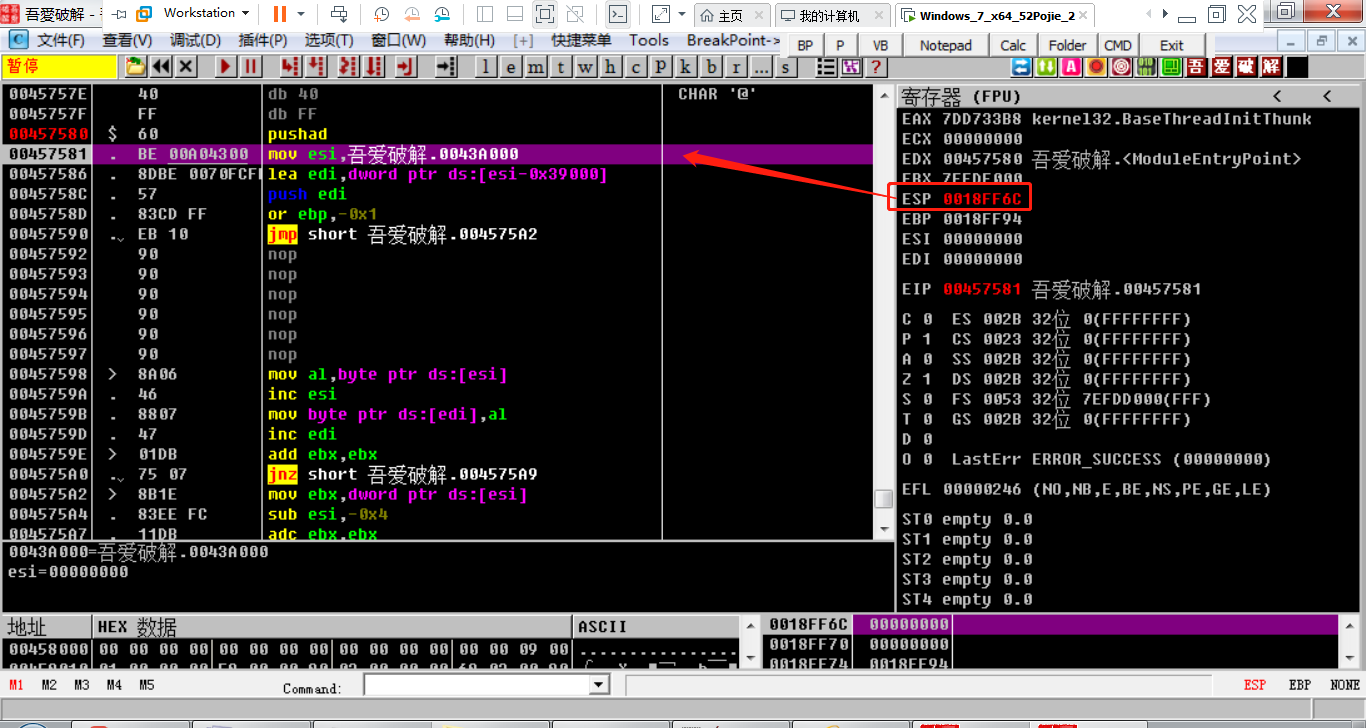 吾爱破解 - Workstation 主页 我的计算机 Windows_7_x64_52Pojie_2
文件(F) 查看(V) 调试(D) 插件(P) 选项(T) 窗口(W) 帮助(H) [+] 快捷菜单 Tools BreakPoint-> BP P VB Notepad Calc Folder CMD Exit
暂停 l e m t w h c p k b r ... s ? A 吾 爱 破 解
0045757E 40 db 40 CHAR '@'
0045757F FF db FF
00457580 $ 60 pushad
00457581 . BE 00A04300 mov esi,吾爱破解.0043A000
00457586 . 8DBE 0070FCF lea edi,dword ptr ds:[esi-0x39000]
0045758C . 57 push edi
0045758D . 83CD FF or ebp,-0x1
00457590 . EB 10 jmp short 吾爱破解.004575A2
00457592 90 nop
00457593 90 nop
00457594 90 nop
00457595 90 nop
00457596 90 nop
00457597 90 nop
00457598 > 8A06 mov al,byte ptr ds:[esi]
0045759A . 46 inc esi
0045759B . 8807 mov byte ptr ds:[edi],al
0045759D . 47 inc edi
0045759E > 01DB add ebx,ebx
004575A0 . 75 07 jnz short 吾爱破解.004575A9
004575A2 > 8B1E mov ebx,dword ptr ds:[esi]
004575A4 . 83EE FC sub esi,-0x4
004575A7 . 11DB adc ebx,ebx
0043A000=吾爱破解.0043A000
esi=00000000
寄存器 (FPU) < <
EAX 7DD733B8 kernel32.BaseThreadInitThunk
ECX 00000000
EDX 00457580 吾爱破解.<ModuleEntryPoint>
EBX 7EFDE000
ESP 0018FF6C
EBP 0018FF94
ESI 00000000
EDI 00000000
EIP 00457581 吾爱破解.00457581
C 0 ES 002B 32位 0(FFFFFFFF)
P 1 CS 0023 32位 0(FFFFFFFF)
A 0 SS 002B 32位 0(FFFFFFFF)
Z 1 DS 002B 32位 0(FFFFFFFF)
S 0 FS 0053 32位 7EFDD000(FFF)
T 0 GS 002B 32位 0(FFFFFFFF)
D 0
O 0 LastErr ERROR_SUCCESS (00000000)
EFL 00000246 (NO,NB,E,BE,NS,PE,GE,LE)
ST0 empty 0.0
ST1 empty 0.0
ST2 empty 0.0
ST3 empty 0.0
ST4 empty 0.0
地址 HEX 数据 ASCII
00458000 00 00 00 00 00 00 00 00 00 00 00 00 00 00 09 00 ................
0018FF6C 00000000
0018FF70 00000000
0018FF74 0018FF94
M1 M2 M3 M4 M5 Command: ESP EBP NONE